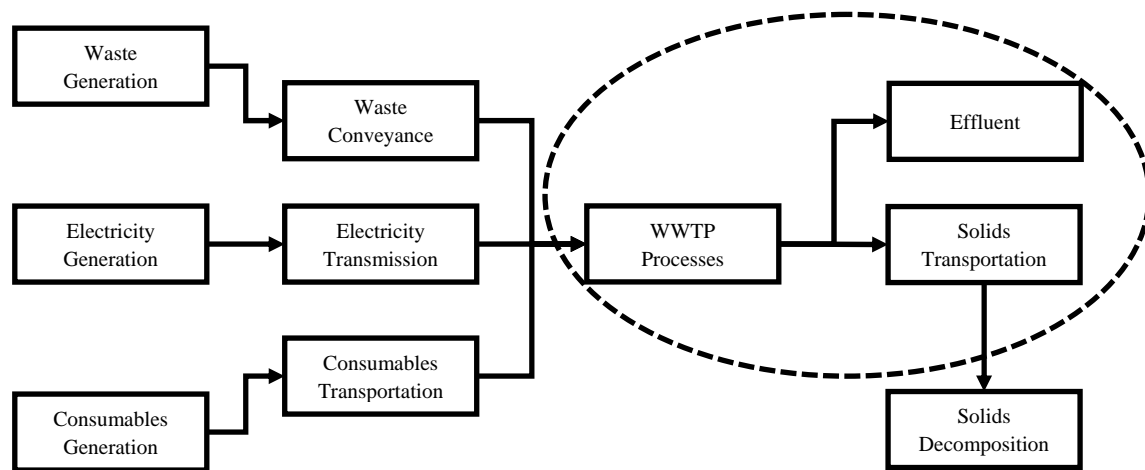 Waste
Generation
Waste
Conveyance
Effluent
Electricity
Generation
Electricity
Transmission
WWTP
Processes
Solids
Transportation
Consumables
Transportation
Consumables
Generation
Solids
Decomposition